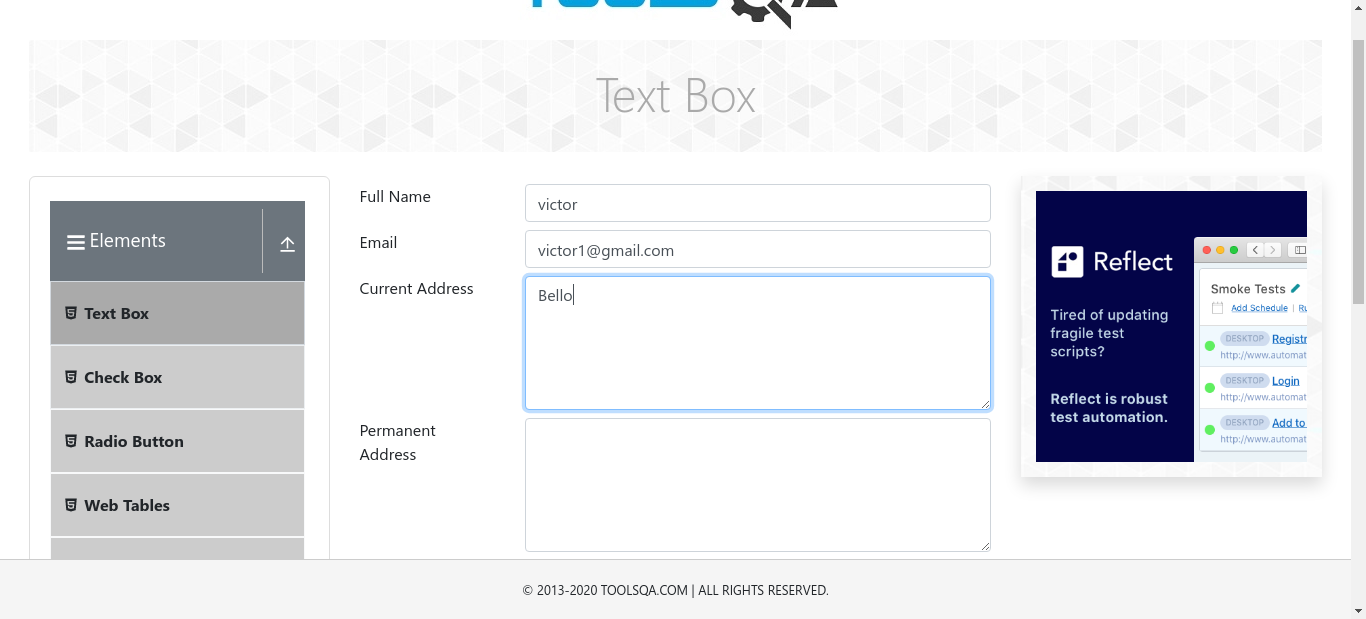 Text Box
Elements
Text Box
Check Box
Radio Button
Web Tables
Full Name
victor
Email
victor1@gmail.com
Current Address
Bello
Permanent
Address
Reflect
Tired of updating
fragile test
scripts?
Reflect is robust
test automation.
Smoke Tests
Add Schedule |
DESKTOP
http://www.automat
DESKTOP Login
http://www.automat
DESKTOP Add to
http://www.automat
© 2013-2020 TOOLSQA.COM | ALL RIGHTS RESERVED.